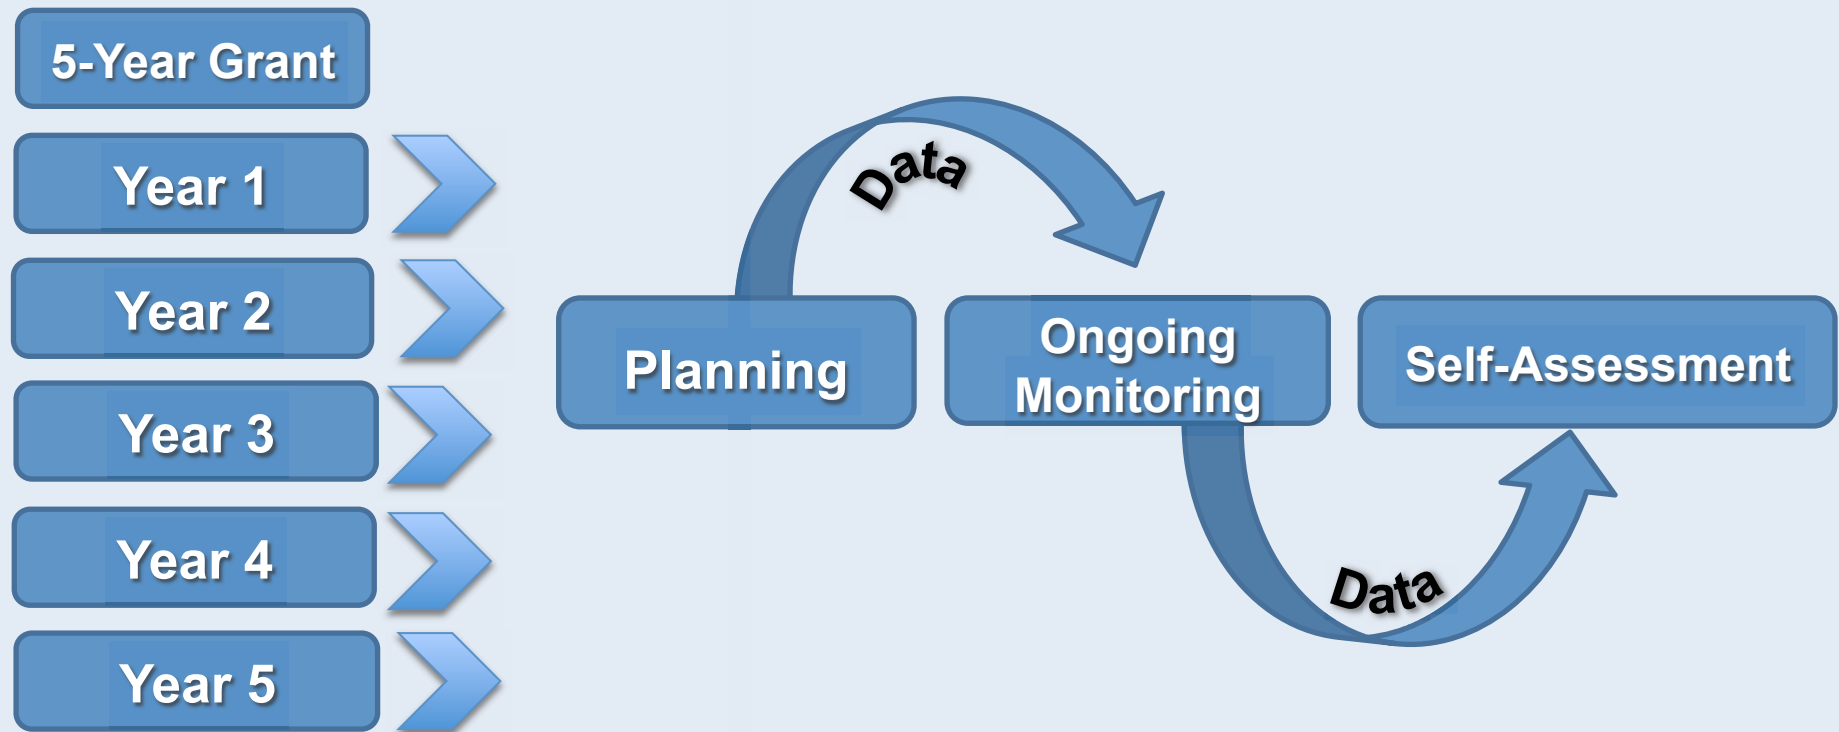 5-Year Grant
Year 1
Year 2
Year 3
Year 4
Year 5
Data
Planning
Ongoing
Monitoring
Self-Assessment
Data